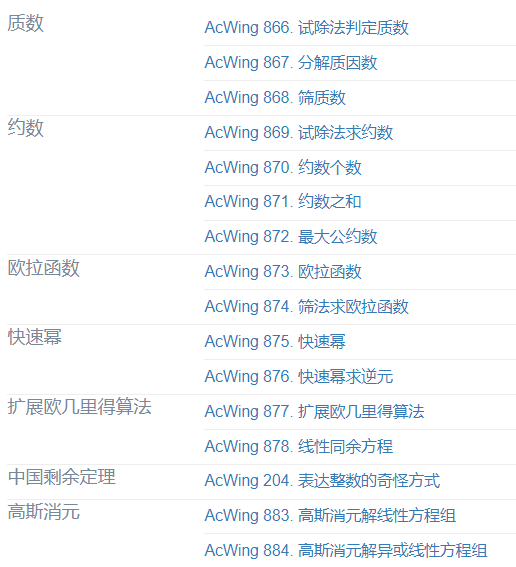 质数
AcWing 866. 试除法判定质数
AcWing 867. 分解质因数
AcWing 868. 筛质数
约数
AcWing 869. 试除法求约数
AcWing 870. 约数个数
AcWing 871. 约数之和
AcWing 872. 最大公约数
欧拉函数
AcWing 873. 欧拉函数
AcWing 874. 筛法求欧拉函数
快速幂
AcWing 875. 快速幂
AcWing 876. 快速幂求逆元
扩展欧几里得算法
AcWing 877. 扩展欧几里得算法
AcWing 878. 线性同余方程
中国剩余定理
AcWing 204. 表达整数的奇怪方式
高斯消元
AcWing 883. 高斯消元解线性方程组
AcWing 884. 高斯消元解异或线性方程组